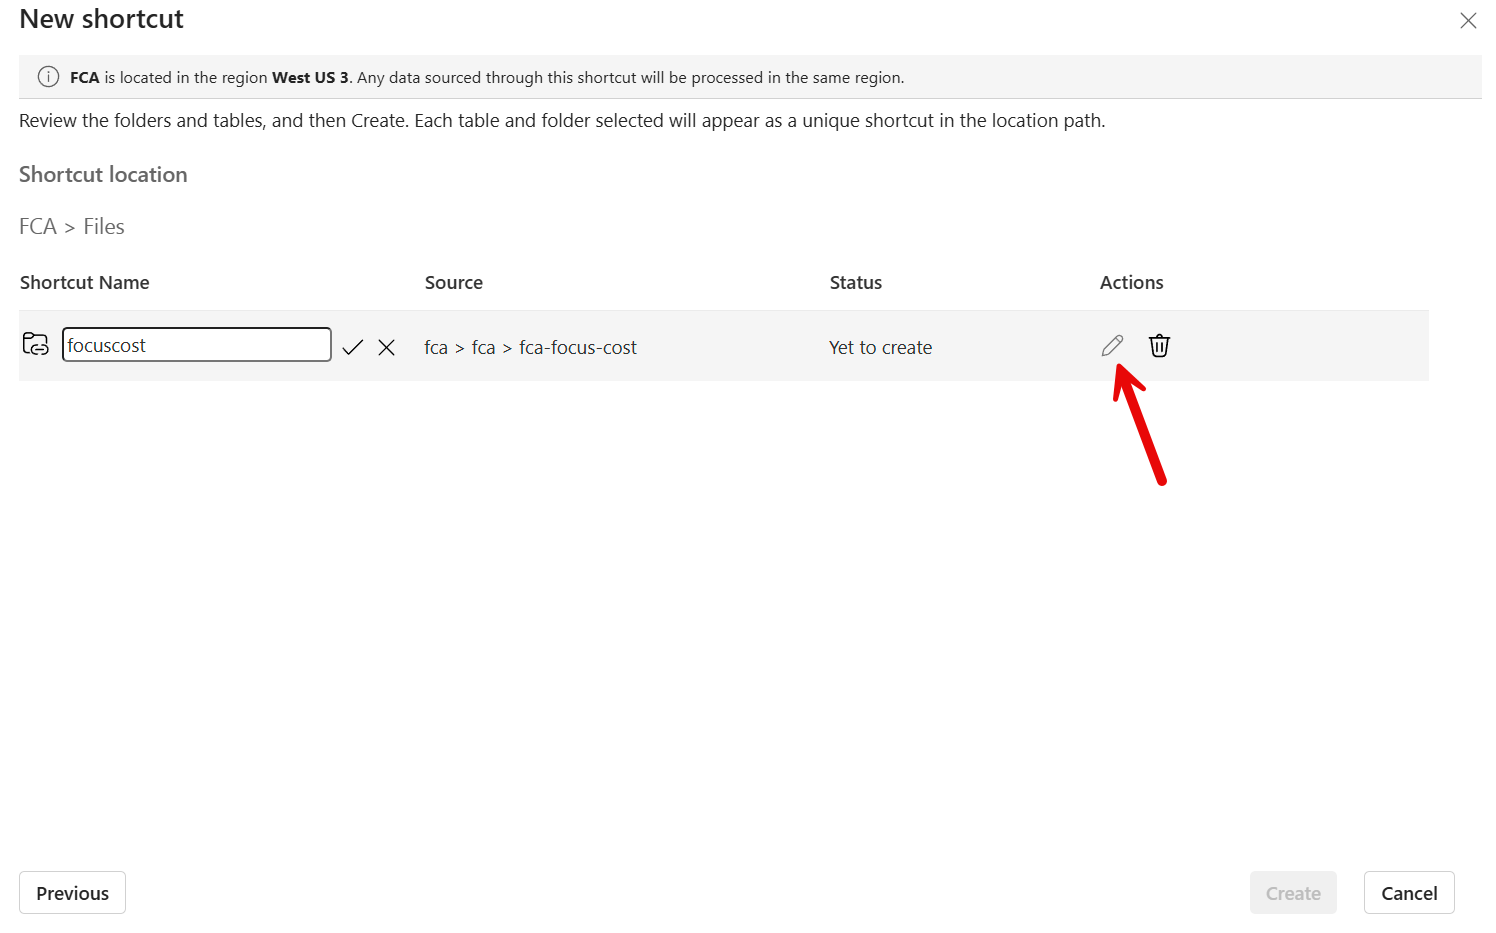 New shortcut
FCA is located in the region West US 3. Any data sourced through this shortcut will be processed in the same region.
Review the folders and tables, and then Create. Each table and folder selected will appear as a unique shortcut in the location path.
Shortcut location
FCA > Files
Shortcut Name Source Status Actions
focuscost fca > fca > fca-focus-cost Yet to create
Previous Create Cancel